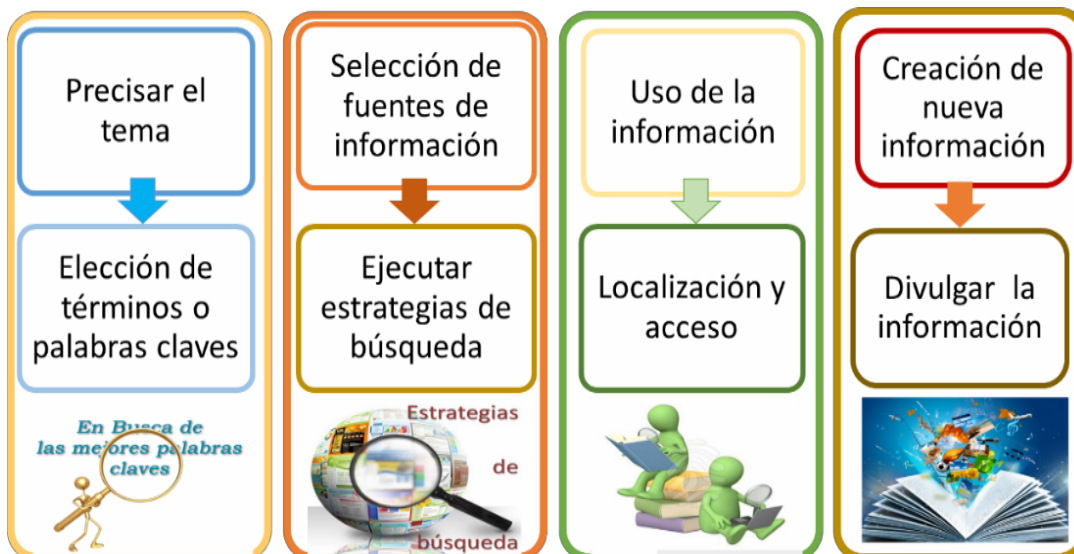 Precisar el
tema
Elección de
términos o
palabras claves
En Busca de
las mejores palabras
claves
Selección de
fuentes de
información
Ejecutar
estrategias de
búsqueda
Estrategias
de
búsqueda
Uso de la
información
Localización y
acceso
Creación de
nueva
información
Divulgar la
información